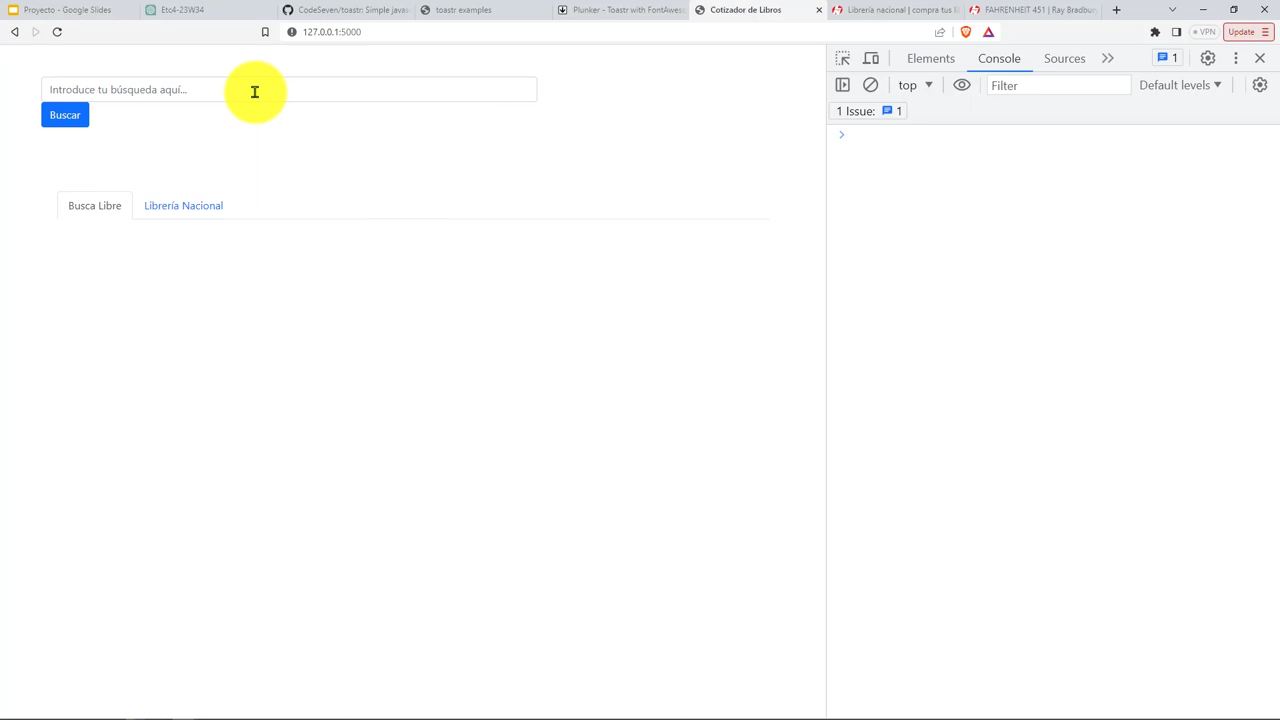 Proyecto - Google Slides
Etc4-23W34
CodeSeven/toastr: Simple javas
toastr examples
Plunker - Toastr with FontAwes
Cotizador de Libros
Librería nacional | compra tus li
FAHRENHEIT 451 | Ray Bradbur
127.0.0.1:5000
VPN
Update
Introduce tu búsqueda aquí...
Buscar
Busca Libre
Librería Nacional
Elements
Console
Sources
1
top
Filter
Default levels
1 Issue: 1